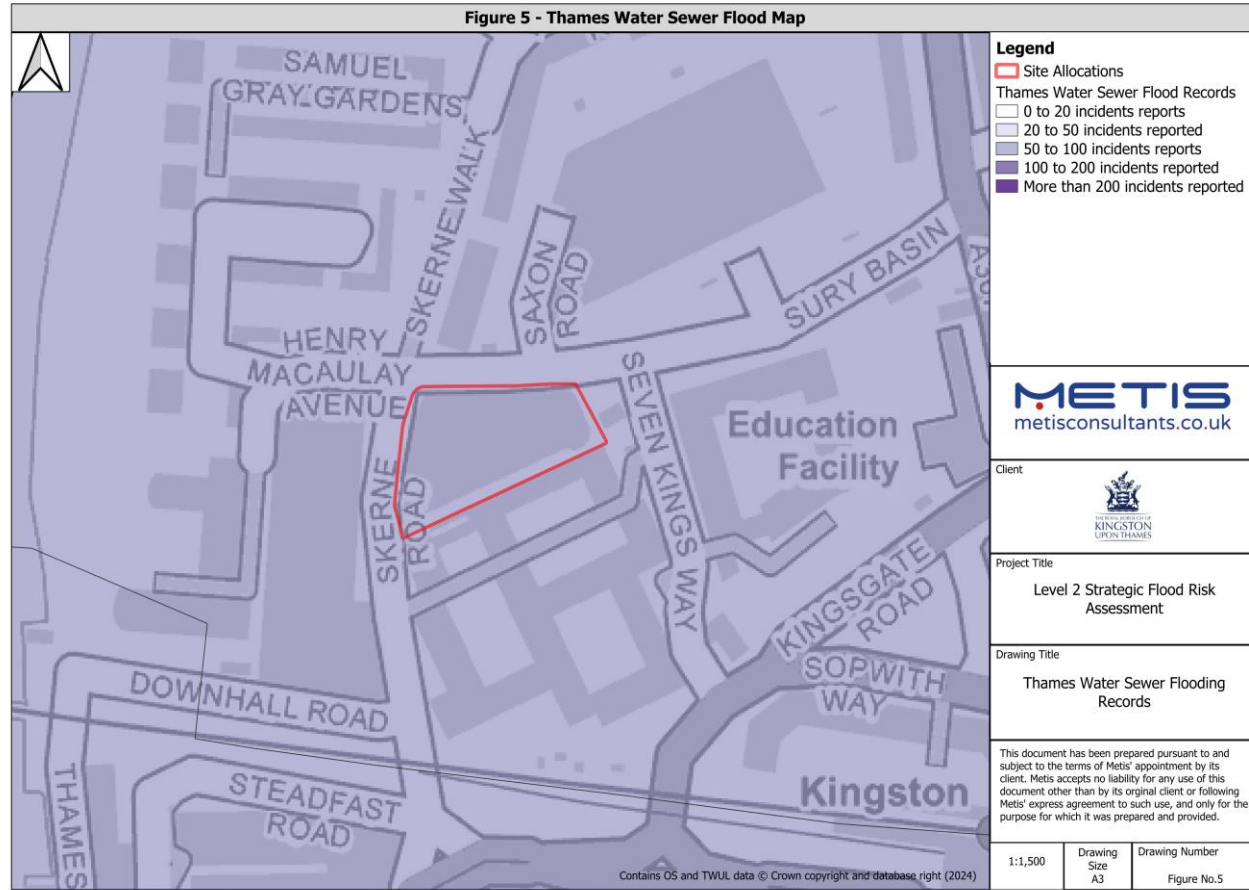 Figure 5 - Thames Water Sewer Flood Map
SAMUEL
GRAY GARDENS
SKERNE WALK
SAXON
ROAD
SURY BASIN
HENRY
MACAULAY
AVENUE
SEVEN KINGS WAY
Education
Facility
SKERNE
ROAD
KINGSGATE
ROAD
SOPWITH
WAY
DOWNHALL ROAD
STEADFAST
ROAD
THAMES
Kingston
Contains OS and TWUL data © Crown copyright and database right (2024)
Legend
Site Allocations
Thames Water Sewer Flood Records
0 to 20 incidents reports
20 to 50 incidents reported
50 to 100 incidents reports
100 to 200 incidents reported
More than 200 incidents reported
METIS
metisconsultants.co.uk
Client
THE ROYAL BOROUGH OF
KINGSTON
UPON THAMES
Project Title
Level 2 Strategic Flood Risk
Assessment
Drawing Title
Thames Water Sewer Flooding
Records
This document has been prepared pursuant to and
subject to the terms of Metis' appointment by its
client. Metis accepts no liability for any use of this
document other than by its orginal client or following
Metis' express agreement to such use, and only for the
purpose for which it was prepared and provided.
1:1,500
Drawing
Size
A3
Drawing Number
Figure No.5